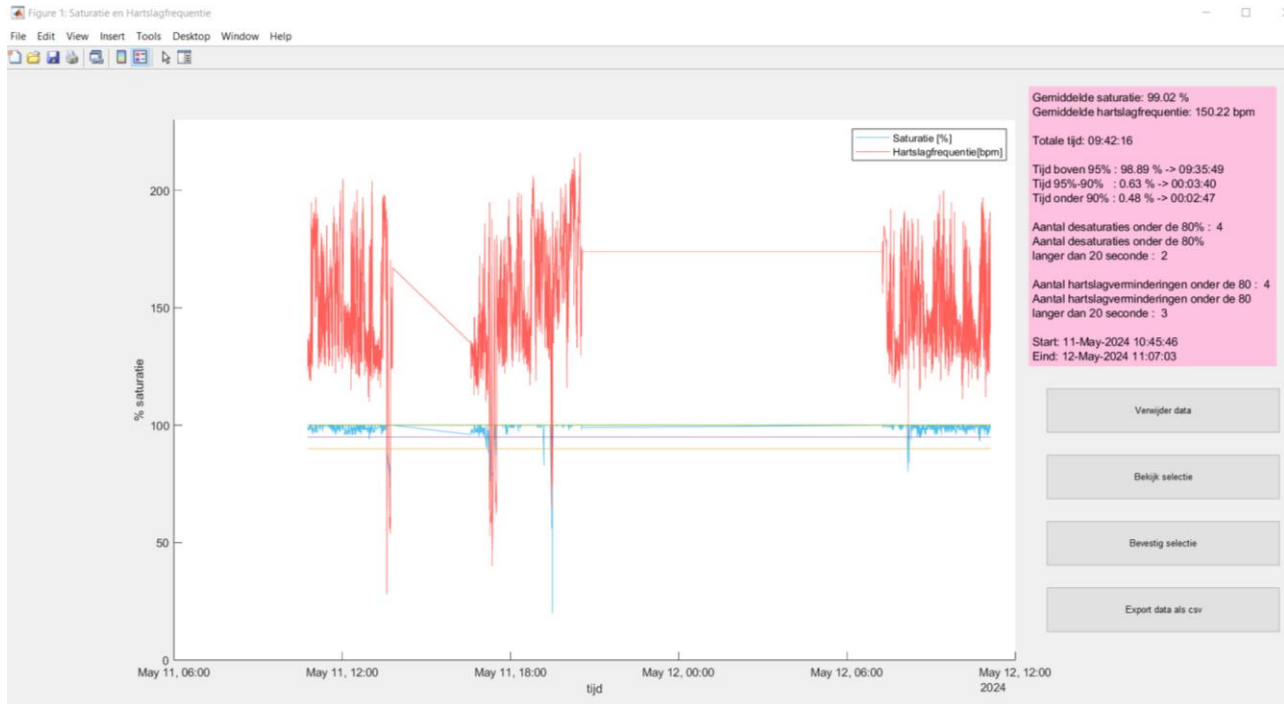 Figure 1: Saturatie en Hartslagfrequentie
File Edit View Insert Tools Desktop Window Help
Saturatie [%]
Hartslagfrequentie[bpm]
200
150
100
50
0
% saturatie
May 11, 06:00
May 11, 12:00
May 11, 18:00
May 12, 00:00
May 12, 06:00
May 12, 12:00
2024
tijd
Gemiddelde saturatie: 99.02 %
Gemiddelde hartslagfrequentie: 150.22 bpm
Totale tijd: 09:42:16
Tijd boven 95% : 98.89 % -> 09:35:49
Tijd 95%-90% : 0.63 % -> 00:03:40
Tijd onder 90% : 0.48 % -> 00:02:47
Aantal desaturaties onder de 80% : 4
Aantal desaturaties onder de 80%
langer dan 20 seconde : 2
Aantal hartslagverminderingen onder de 80 : 4
Aantal hartslagverminderingen onder de 80
langer dan 20 seconde : 3
Start: 11-May-2024 10:45:46
Eind: 12-May-2024 11:07:03
Verwijder data
Bekijk selectie
Bevestig selectie
Export data als csv